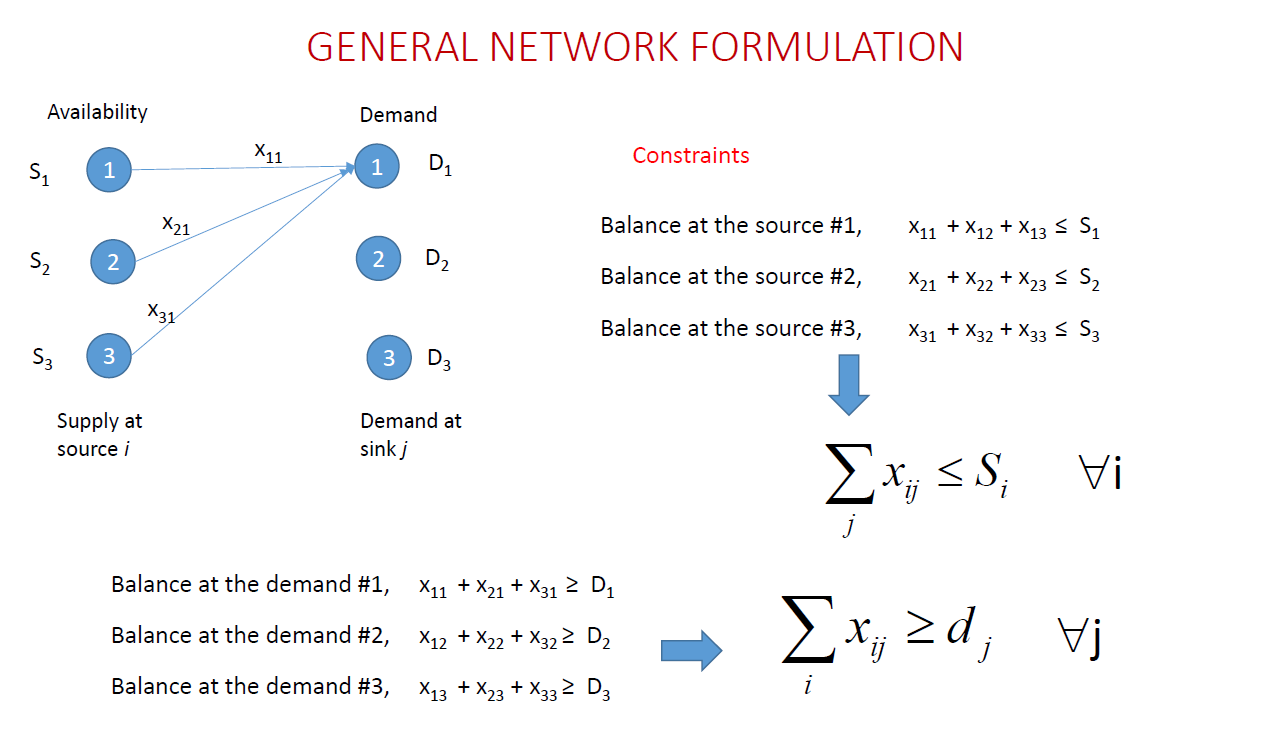 GENERAL NETWORK FORMULATION
Availability
Demand
S₁ 1 x₁₁ 1 D₁
x₂₁
S₂ 2 2 D₂
x₃₁
S₃ 3 3 D₃
Supply at
source i
Demand at
sink j
Constraints
Balance at the source #1, x₁₁ + x₁₂ + x₁₃ ≤ S₁
Balance at the source #2, x₂₁ + x₂₂ + x₂₃ ≤ S₂
Balance at the source #3, x₃₁ + x₃₂ + x₃₃ ≤ S₃
∑ⱼ xᵢⱼ ≤ Sᵢ ∀i
Balance at the demand #1, x₁₁ + x₂₁ + x₃₁ ≥ D₁
Balance at the demand #2, x₁₂ + x₂₂ + x₃₂ ≥ D₂
Balance at the demand #3, x₁₃ + x₂₃ + x₃₃ ≥ D₃
∑ᵢ xᵢⱼ ≥ dⱼ ∀j